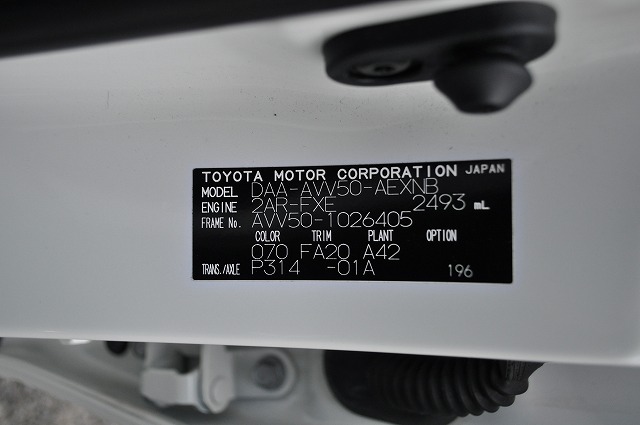 TOYOTA MOTOR CORPORATION JAPAN
MODEL DAA-AVV50-AEXNB
ENGINE 2AR-FXE 2493 mL
FRAME No. AVV50-1026405
COLOR TRIM PLANT OPTION
070 FA20 A42
TRANS./AXLE P314 -01A 196